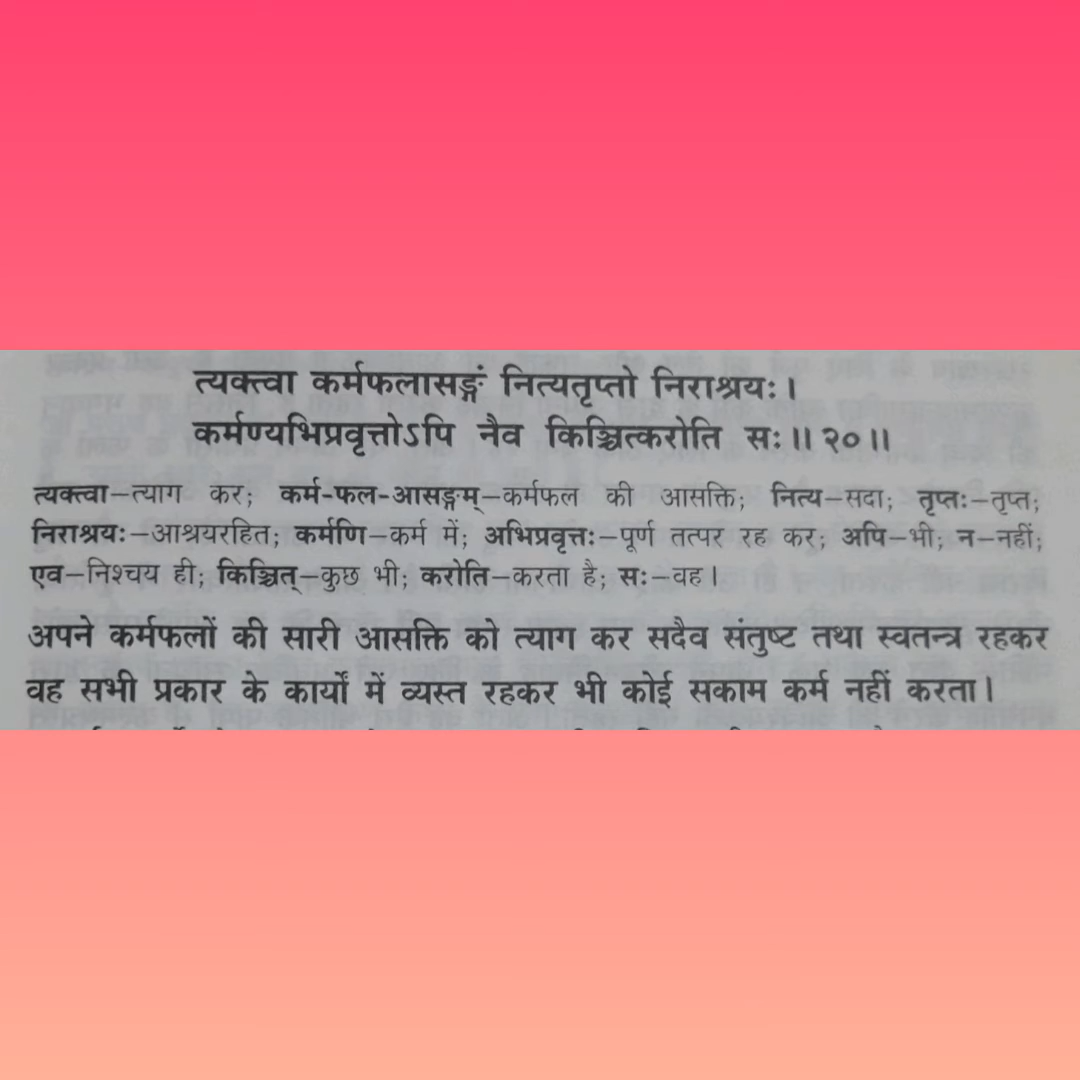 त्यक्त्वा कर्मफलासङ्गं नित्यतृप्तो निराश्रयः।
कर्मण्यभिप्रवृत्तोऽपि नैव किञ्चित्करोति सः॥२०॥
त्यक्त्वा–त्याग कर; कर्म-फल-आसङ्गम्–कर्मफल की आसक्ति; नित्य–सदा; तृप्तः–तृप्त;
निराश्रयः–आश्रयरहित; कर्मणि–कर्म में; अभिप्रवृत्तः–पूर्ण तत्पर रह कर; अपि–भी; न–नहीं;
एव–निश्चय ही; किञ्चित्–कुछ भी; करोति–करता है; सः–वह।
अपने कर्मफलों की सारी आसक्ति को त्याग कर सदैव संतुष्ट तथा स्वतन्त्र रहकर
वह सभी प्रकार के कार्यों में व्यस्त रहकर भी कोई सकाम कर्म नहीं करता।